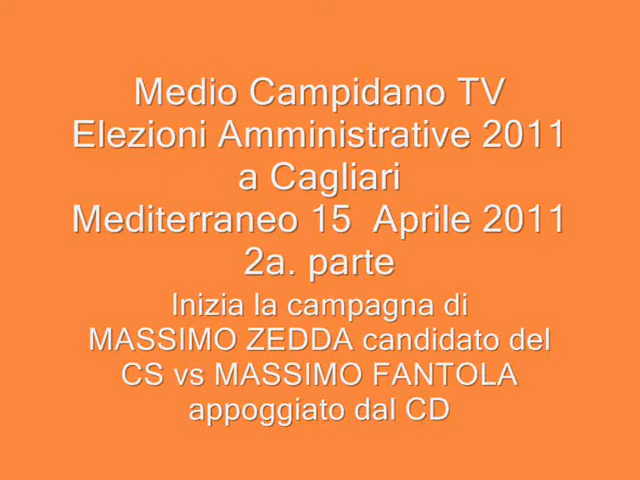 Medio Campidano TV
Elezioni Amministrative 2011
a Cagliari
Mediterraneo 15 Aprile 2011
2a. parte
Inizia la campagna di
MASSIMO ZEDDA candidato del
CS vs MASSIMO FANTOLA
appoggiato dal CD